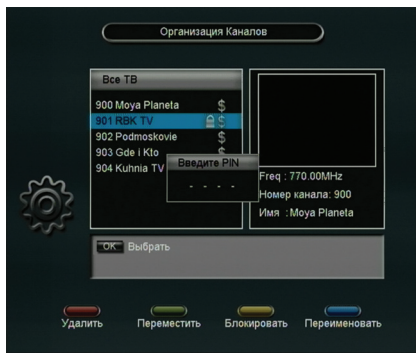 Организация Каналов
Все ТВ
900 Moya Planeta $
901 RBK TV $
902 Podmoskovie $
903 Gde i Kto $
904 Kuhnia TV
Введите PIN
- - - -
Freq : 770.00MHz
Номер канала: 900
Имя : Moya Planeta
OK Выбрать
Удалить Переместить Блокировать Переименовать